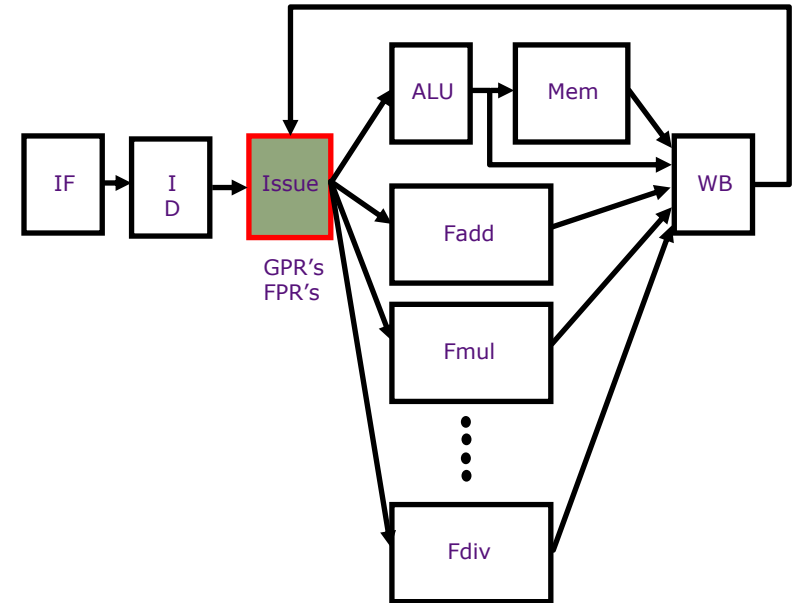 IF
I
D
Issue
GPR's
FPR's
ALU
Mem
Fadd
Fmul
Fdiv
WB